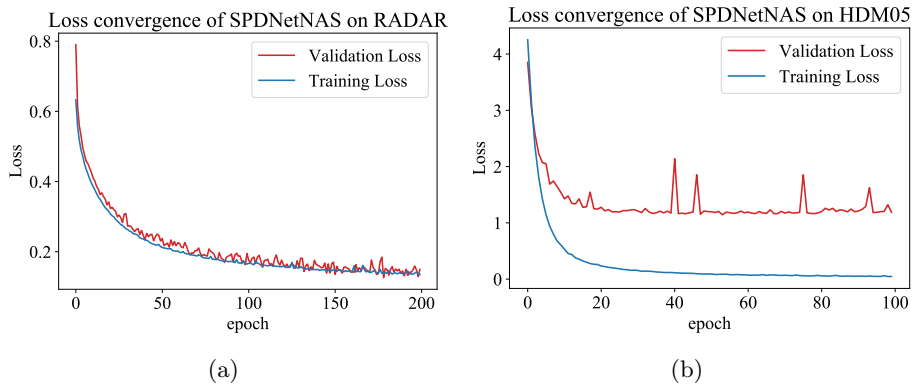 Loss convergence of SPDNetNAS on RADAR
0.8
0.6
0.4
0.2
Loss
Validation Loss
Training Loss
0
50
100
150
200
epoch
(a)
Loss convergence of SPDNetNAS on HDM05
4
3
2
1
0
Loss
Validation Loss
Training Loss
0
20
40
60
80
100
epoch
(b)